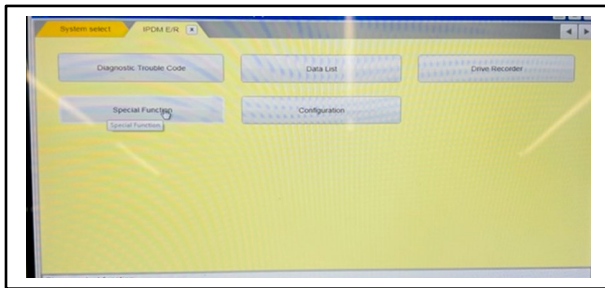 System select IPDM E/R
Diagnostic Trouble Code Data List Drive Recorder
Special Function Configuration
Special Function